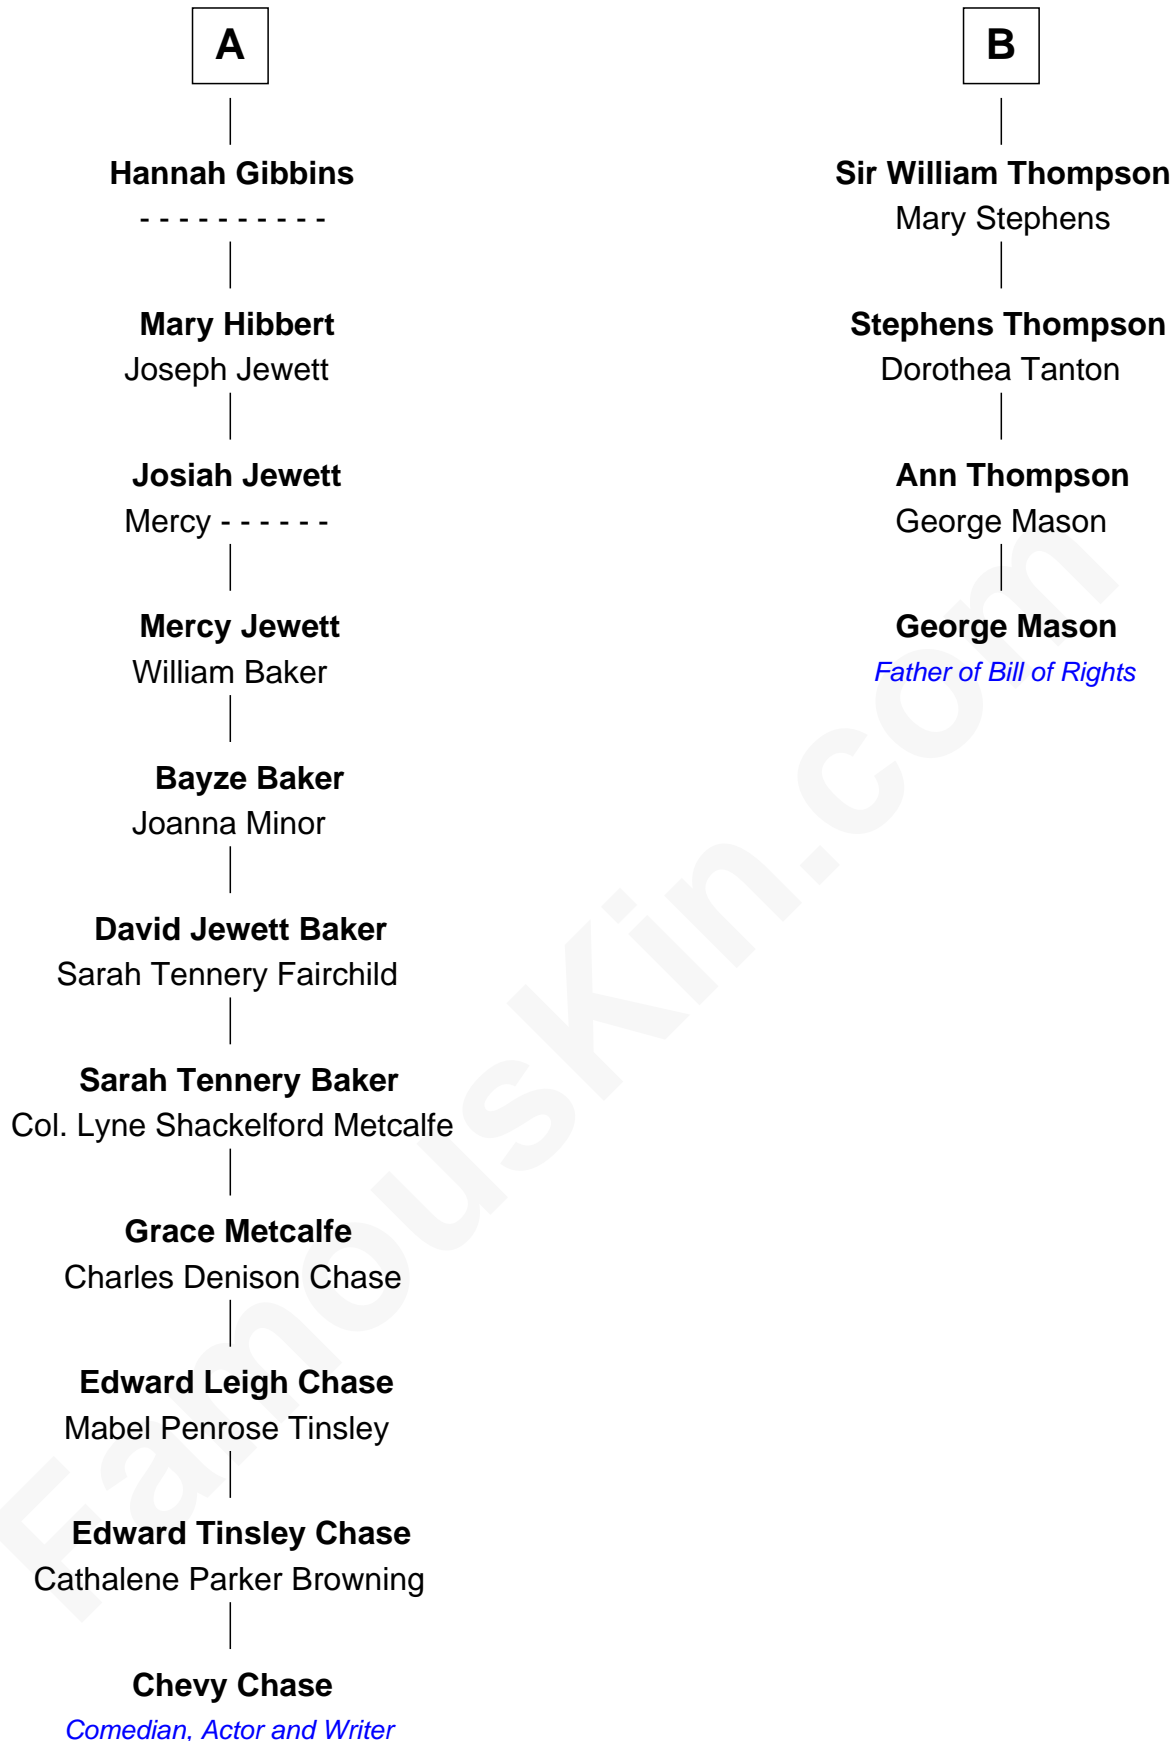 A
Hannah Gibbins
- - - - - - - - - -
Mary Hibbert
Joseph Jewett
Josiah Jewett
Mercy - - - - - -
Mercy Jewett
William Baker
Bayze Baker
Joanna Minor
David Jewett Baker
Sarah Tennery Fairchild
Sarah Tennery Baker
Col. Lyne Shackelford Metcalfe
Grace Metcalfe
Charles Denison Chase
Edward Leigh Chase
Mabel Penrose Tinsley
Edward Tinsley Chase
Cathalene Parker Browning
Chevy Chase
Comedian, Actor and Writer
B
Sir William Thompson
Mary Stephens
Stephens Thompson
Dorothea Tanton
Ann Thompson
George Mason
George Mason
Father of Bill of Rights
FamousKin.com